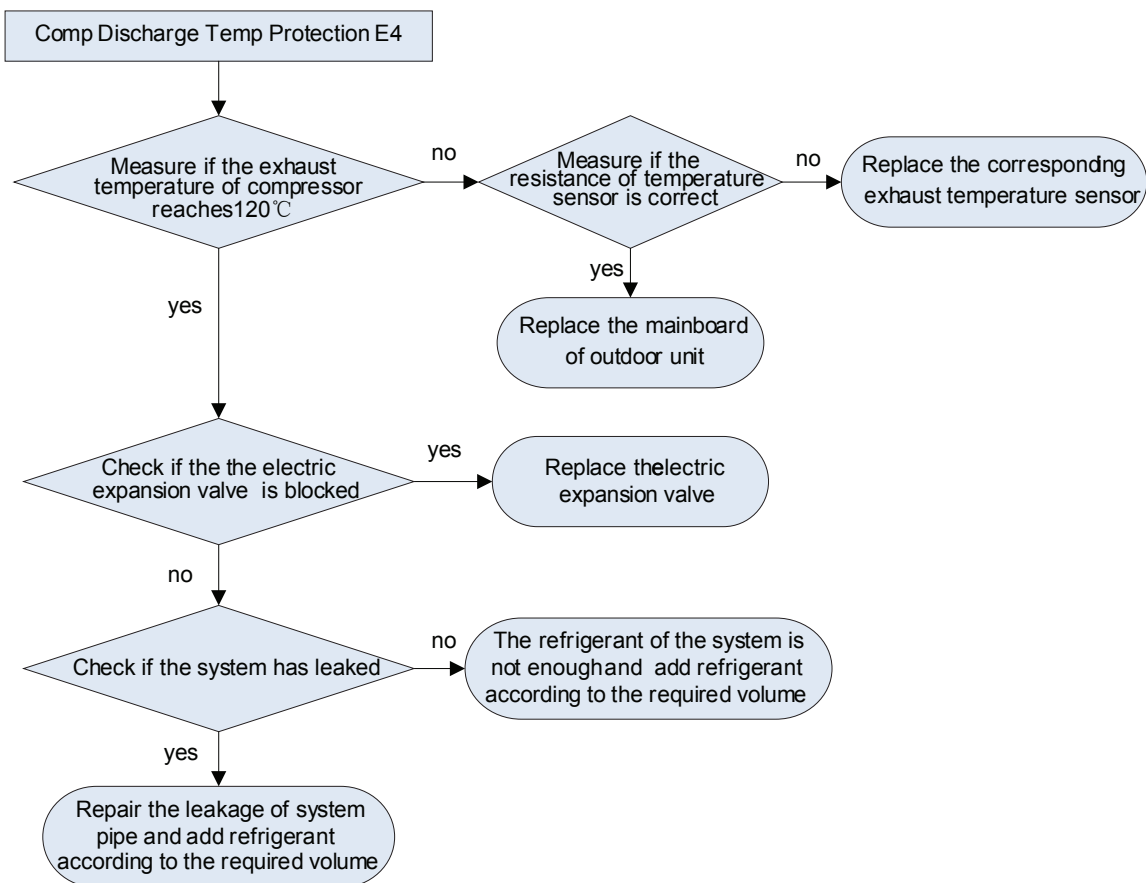 Comp Discharge Temp Protection E4
Measure if the exhaust
temperature of compressor
reaches120℃
no
Measure if the
resistance of temperature
sensor is correct
no
Replace the corresponding
exhaust temperature sensor
yes
Replace the mainboard
of outdoor unit
yes
Check if the the electric
expansion valve is blocked
yes
Replace theelectric
expansion valve
no
Check if the system has leaked
no
The refrigerant of the system is
not enoughand add refrigerant
according to the required volume
yes
Repair the leakage of system
pipe and add refrigerant
according to the required volume